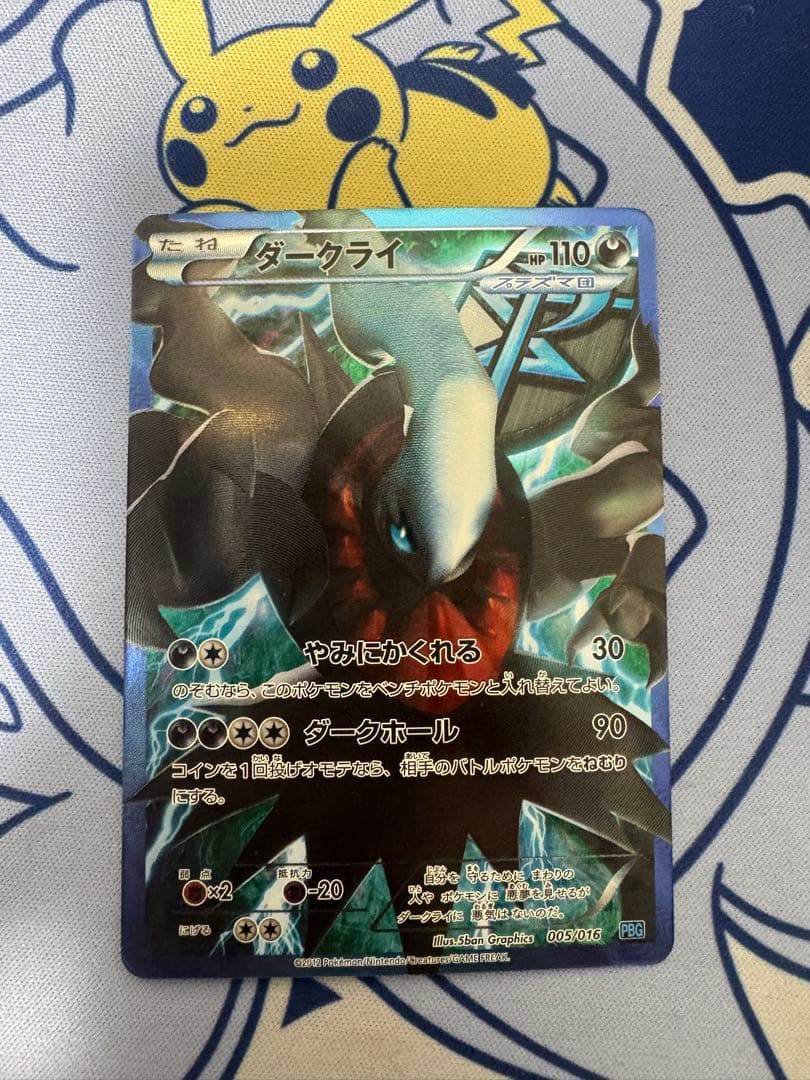 たね ダークライ HP110
プラズマ団
やみにかくれる 30
のぞむなら、このポケモンをベンチポケモンと入れ替えてよい。
ダークホール 90
コインを1回投げオモテなら、相手のバトルポケモンをねむり
にする。
弱点 ×2 抵抗力 -20
にげる
自分を 守るために まわりの
人や ポケモンに 悪夢を見せるが
ダークライに 悪気は ないのだ。
Illus.5ban Graphics 005/016 PBG
©2012 Pokémon/Nintendo/Creatures/GAME FREAK.